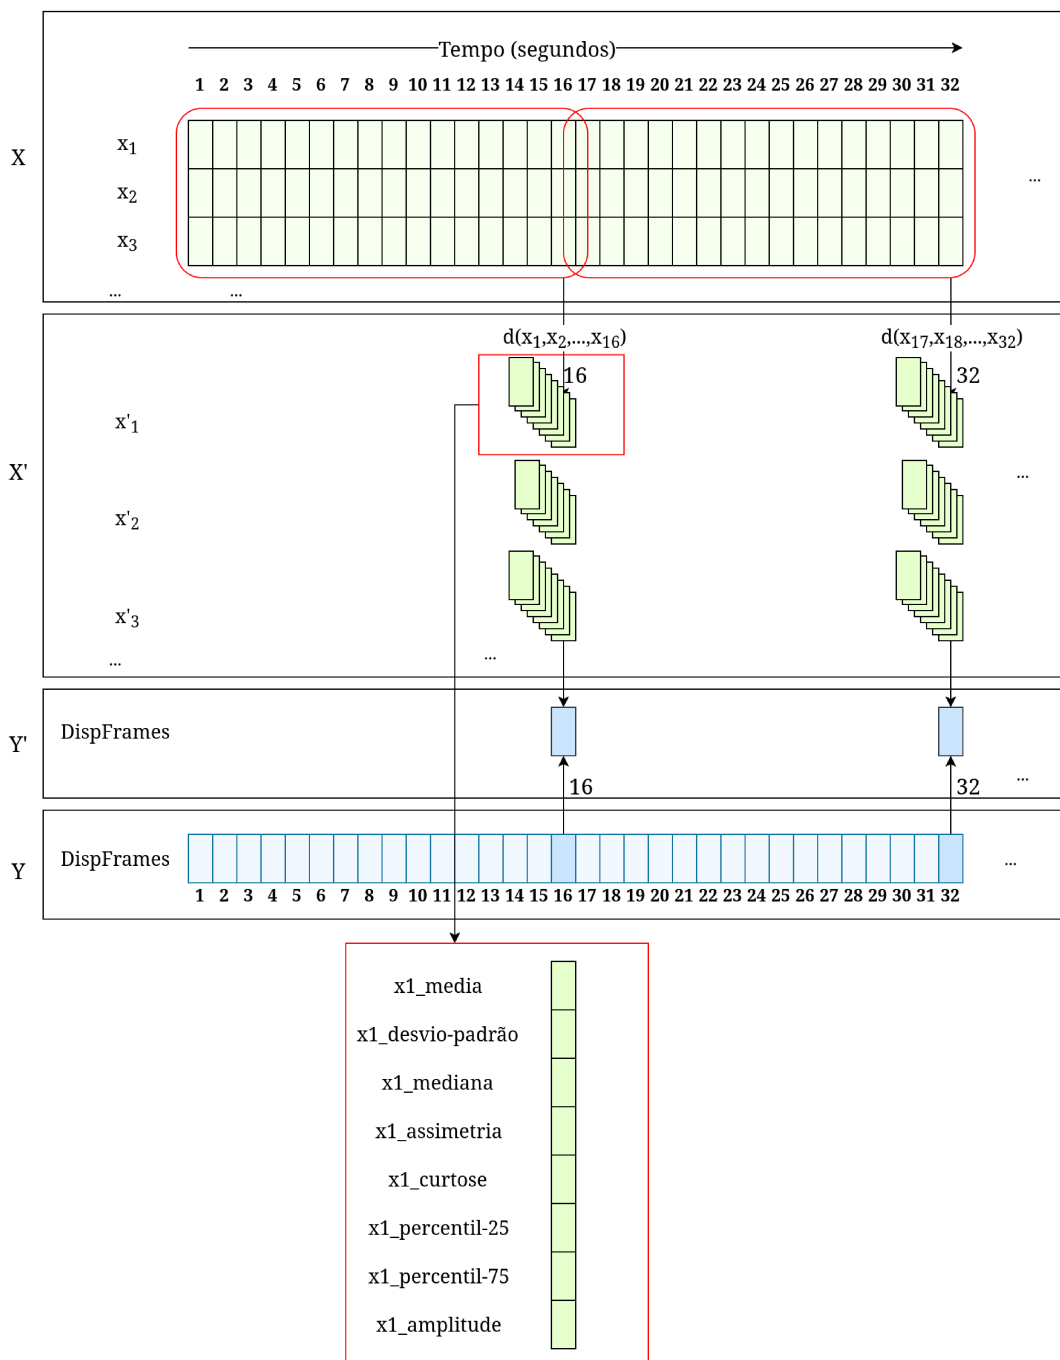 Tempo (segundos)
1 2 3 4 5 6 7 8 9 10 11 12 13 14 15 16 17 18 19 20 21 22 23 24 25 26 27 28 29 30 31 32
X
x1
x2
x3
...
... ...
d(x1,x2,...,x16) d(x17,x18,...,x32)
16 32
x'1
X'
...
x'2
x'3
... ...
DispFrames
Y'
...
16 32
DispFrames
Y
...
1 2 3 4 5 6 7 8 9 10 11 12 13 14 15 16 17 18 19 20 21 22 23 24 25 26 27 28 29 30 31 32
x1_media
x1_desvio-padrão
x1_mediana
x1_assimetria
x1_curtose
x1_percentil-25
x1_percentil-75
x1_amplitude